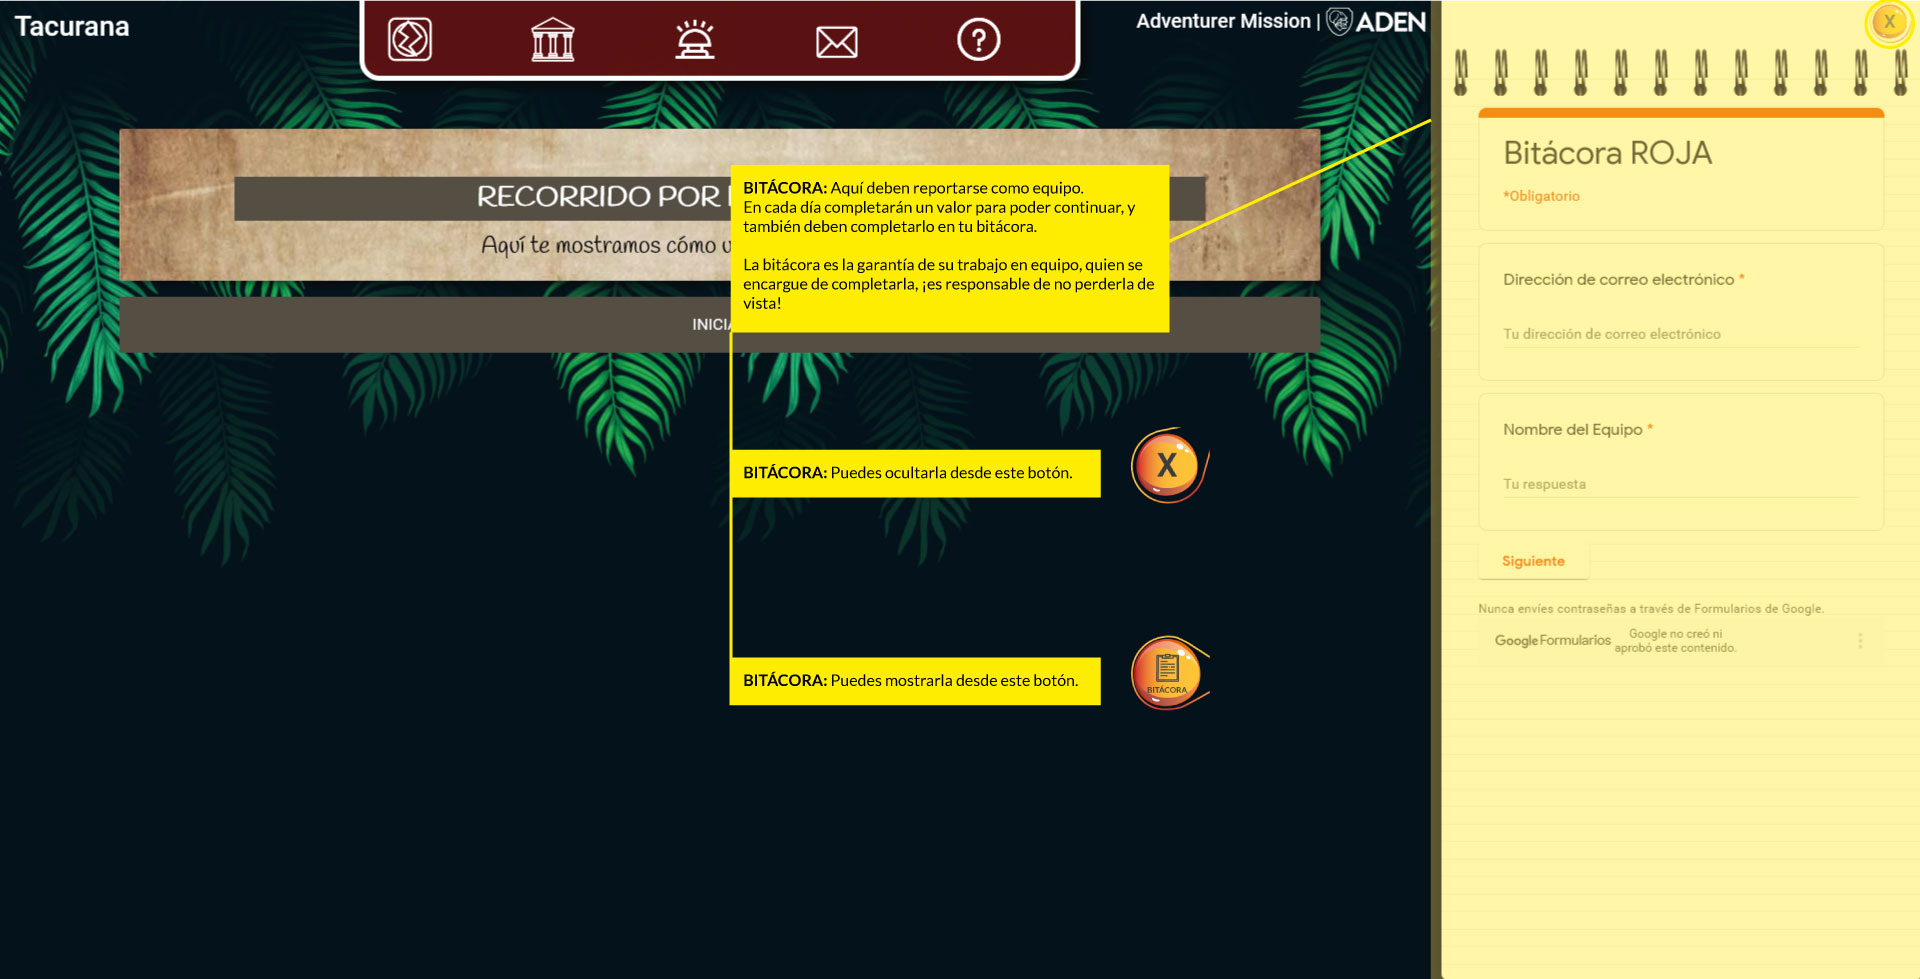 Tacurana
Adventurer Mission | ADEN
X
RECORRIDO POR
Aquí te mostramos cómo
INICIA
BITÁCORA: Aquí deben reportarse como equipo.
En cada día completarán un valor para poder continuar, y
también deben completarlo en tu bitácora.
La bitácora es la garantía de su trabajo en equipo, quien se
encargue de completarla, ¡es responsable de no perderla de
vista!
BITÁCORA: Puedes ocultarla desde este botón.
X
BITÁCORA: Puedes mostrarla desde este botón.
BITÁCORA
Bitácora ROJA
*Obligatorio
Dirección de correo electrónico *
Tu dirección de correo electrónico
Nombre del Equipo *
Tu respuesta
Siguiente
Nunca envíes contraseñas a través de Formularios de Google.
Google Formularios
Google no creó ni
aprobó este contenido.